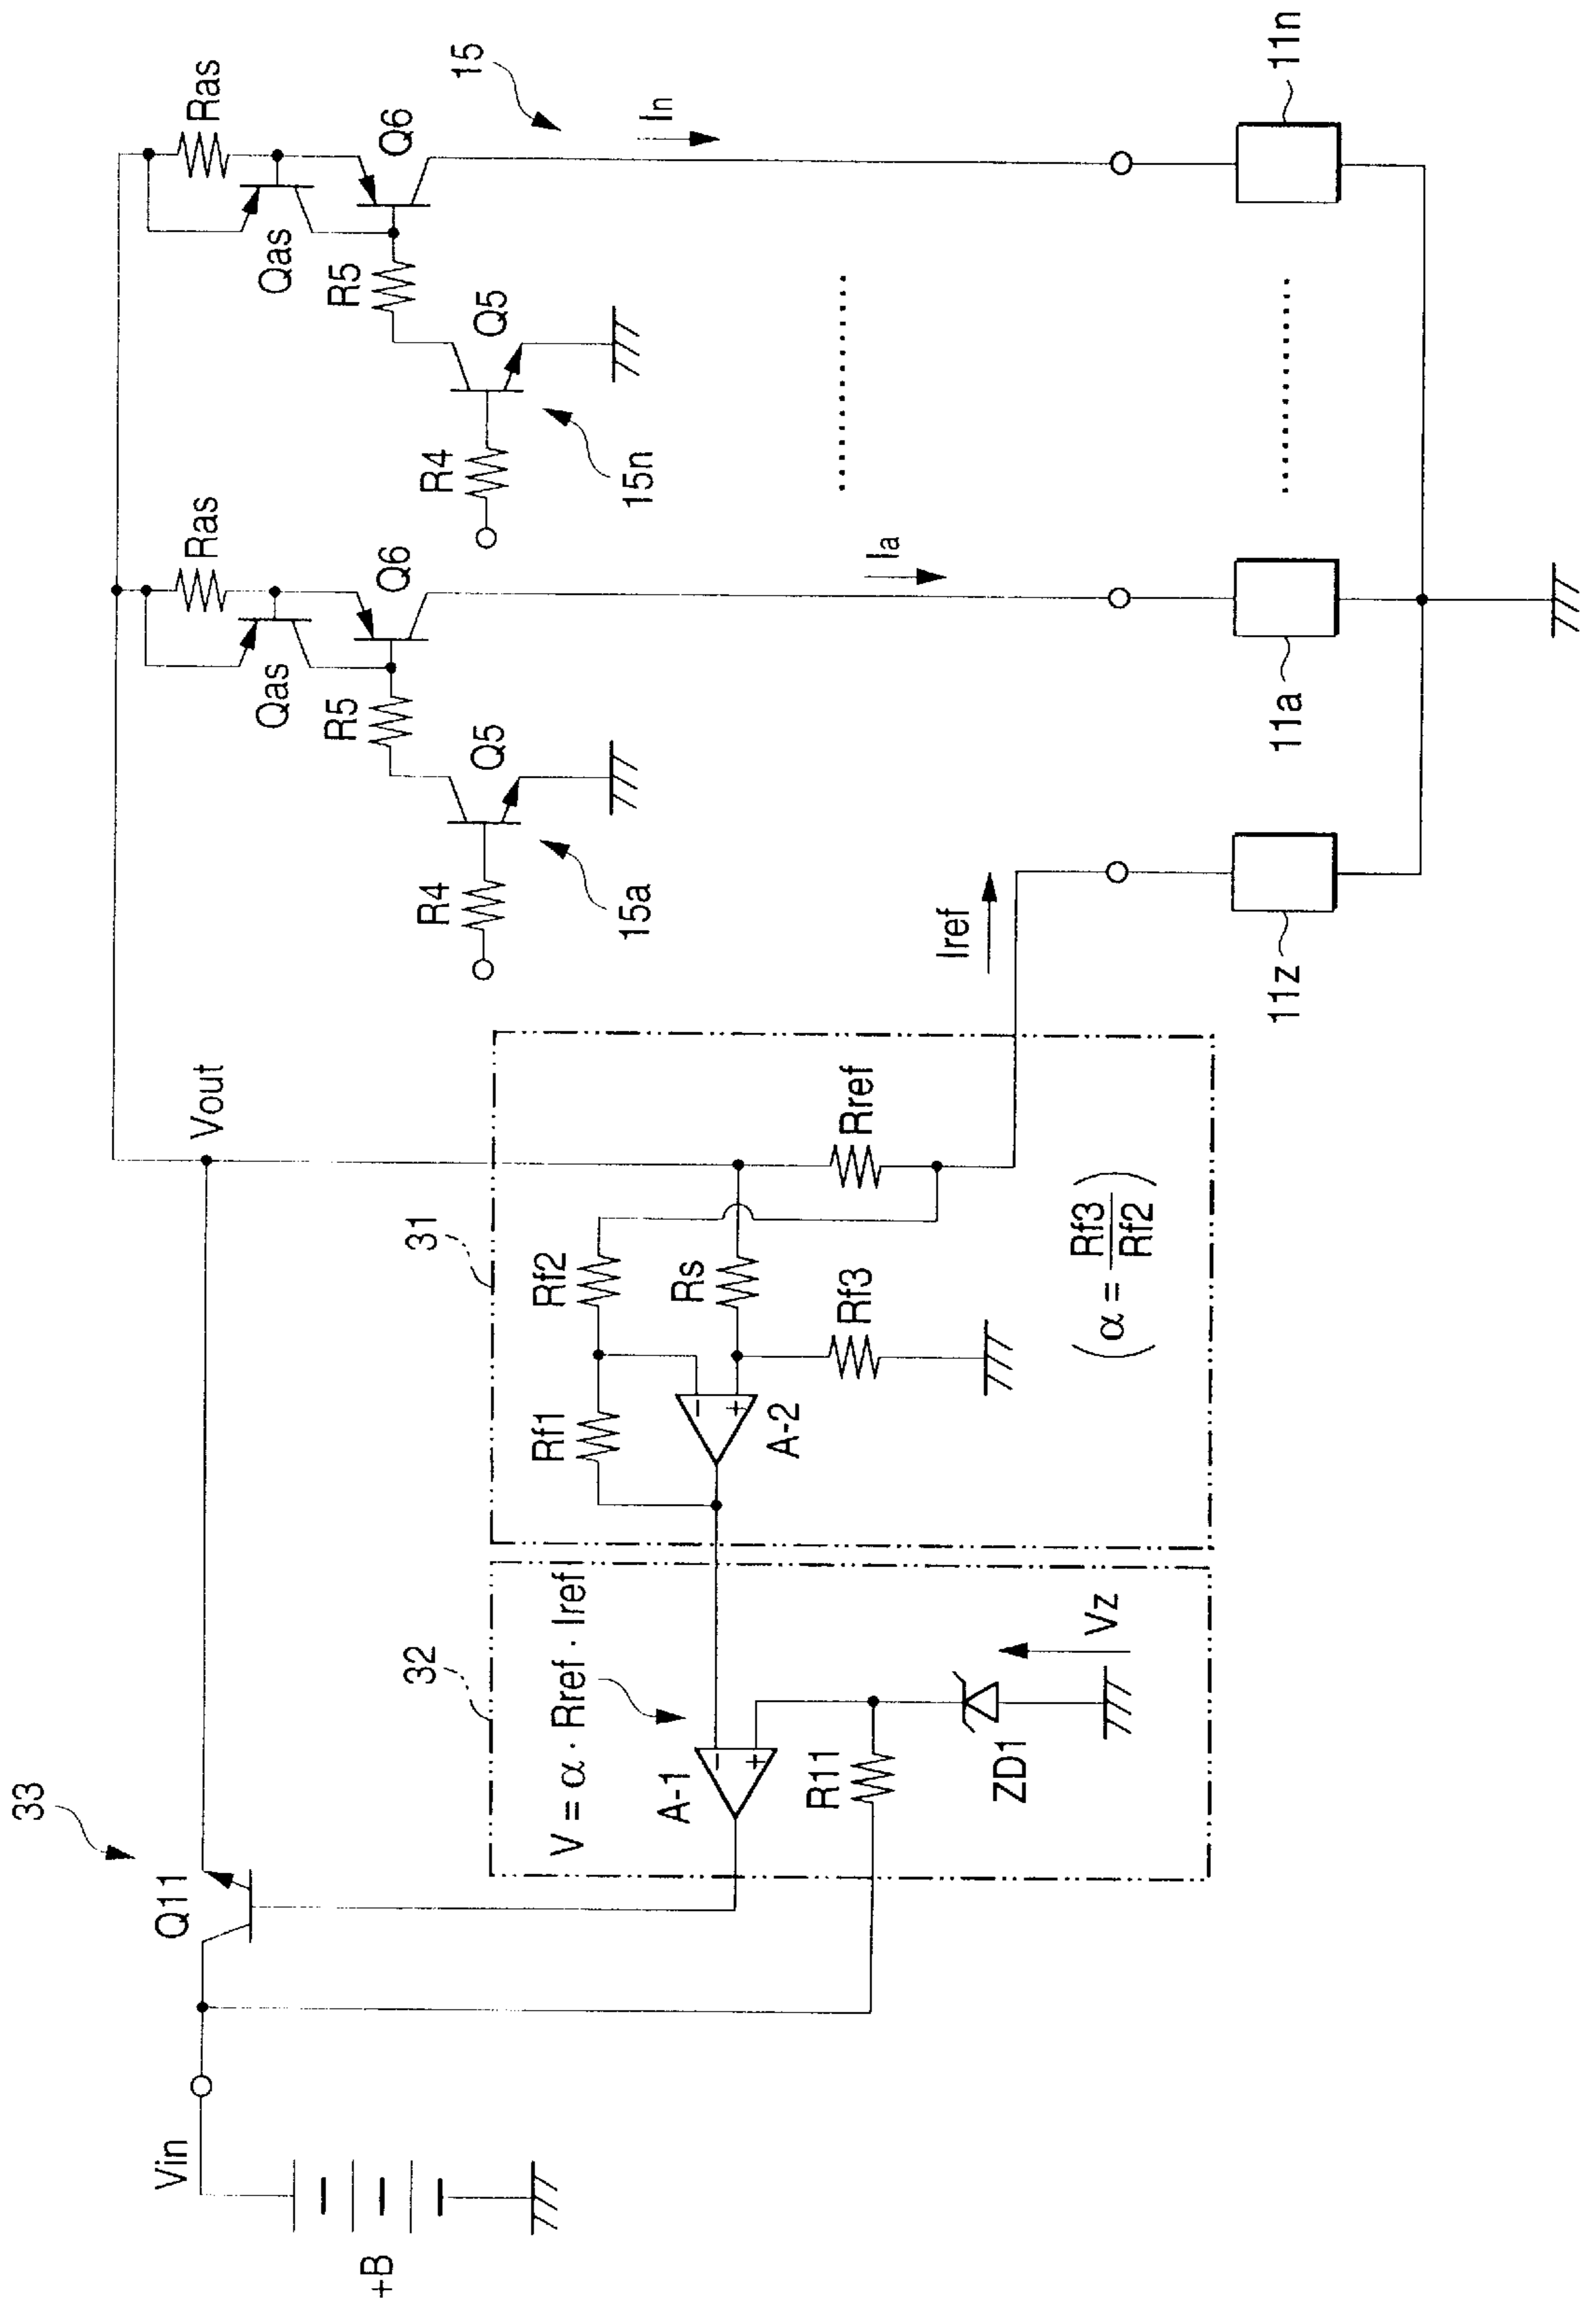 33
Q11
Vin
+B
Vout
32
V = α · Rref · Iref
A-1
R11
ZD1
Vz
31
Rf1
Rf2
Rs
Rf3
Rref
A-2
( α = Rf3
Rf2 )
Iref
11z
R4
Q5
15a
R5
Qas
Ras
Q6
Ia
11a
R4
Q5
15n
R5
Qas
Ras
Q6
In
15
11n